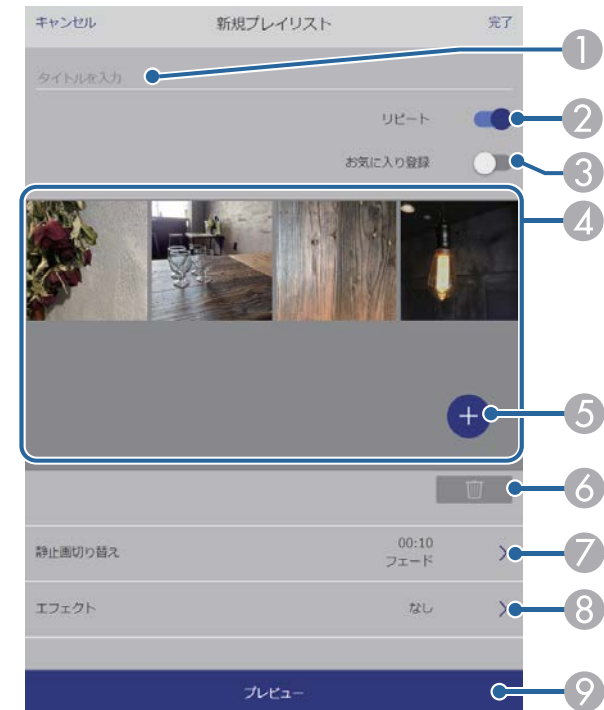 キャンセル 新規プレイリスト 完了
1
タイトルを入力
リピート 2
お気に入り登録 3
4
+ 5
6
静止画切り替え 00:10 7
フェード
エフェクト なし 8
プレビュー 9